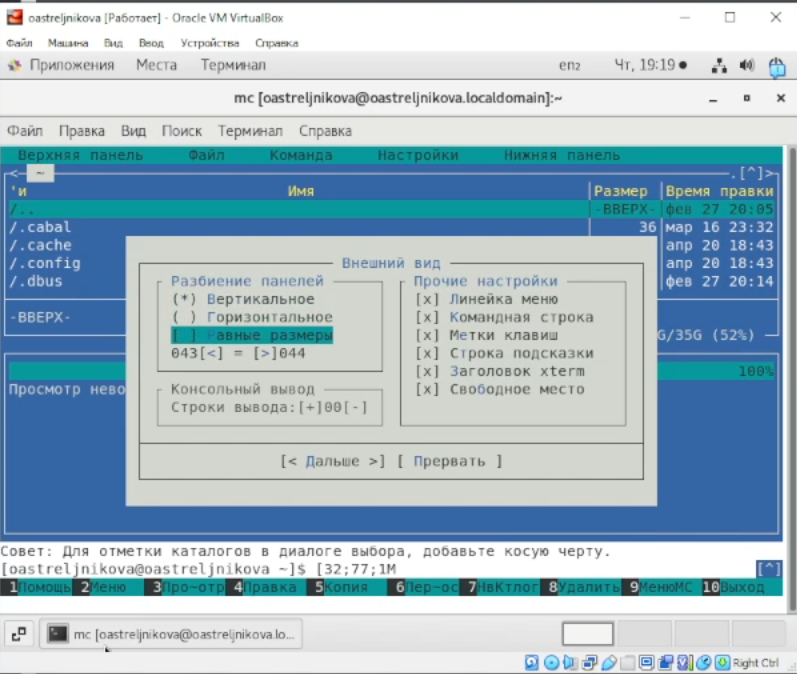 oastreljnikova [Работает] - Oracle VM VirtualBox
Файл Машина Вид Ввод Устройства Справка
Приложения Места Терминал en2 Чт, 19:19
mc [oastreljnikova@oastreljnikova.localdomain]:~
Файл Правка Вид Поиск Терминал Справка
Верхняя панель Файл Команда Настройки Нижняя панель
<- ~ .[^]>
'и Имя Размер Время правки
/.. -ВВЕРХ- фев 27 20:05
/.cabal 36 мар 16 23:32
/.cache апр 20 18:43
/.config апр 20 18:43
/.dbus фев 27 20:14
-ВВЕРХ- G/35G (52%)
100%
Просмотр нево
Внешний вид
Разбиение панелей
(*) Вертикальное
( ) Горизонтальное
[ ] Равные размеры
043[<] = [>]044
Консольный вывод
Строки вывода:[+]00[-]
Прочие настройки
[x] Линейка меню
[x] Командная строка
[x] Метки клавиш
[x] Строка подсказки
[x] Заголовок xterm
[x] Свободное место
[< Дальше >] [ Прервать ]
Совет: Для отметки каталогов в диалоге выбора, добавьте косую черту.
[oastreljnikova@oastreljnikova ~]$ [32;77;1M [^]
1Помощь 2Меню 3Про~отр 4Правка 5Копия 6Пер~ос 7НвКтлог 8Удалить 9МенюMC 10Выход
mc [oastreljnikova@oastreljnikova.lo...
Right Ctrl